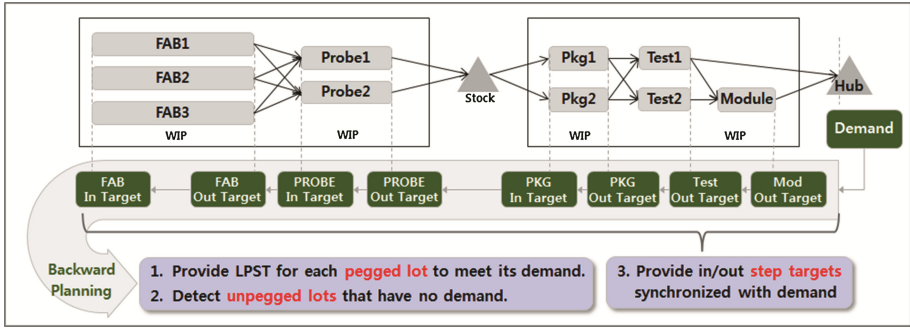 FAB1
FAB2
FAB3
WIP
Probe1
Probe2
WIP
Stock
Pkg1
Pkg2
WIP
Test1
Test2
Module
WIP
Hub
Demand
FAB
In Target
FAB
Out Target
PROBE
In Target
PROBE
Out Target
PKG
In Target
PKG
Out Target
Test
Out Target
Mod
Out Target
Backward
Planning
1. Provide LPST for each pegged lot to meet its demand.
2. Detect unpegged lots that have no demand.
3. Provide in/out step targets
synchronized with demand